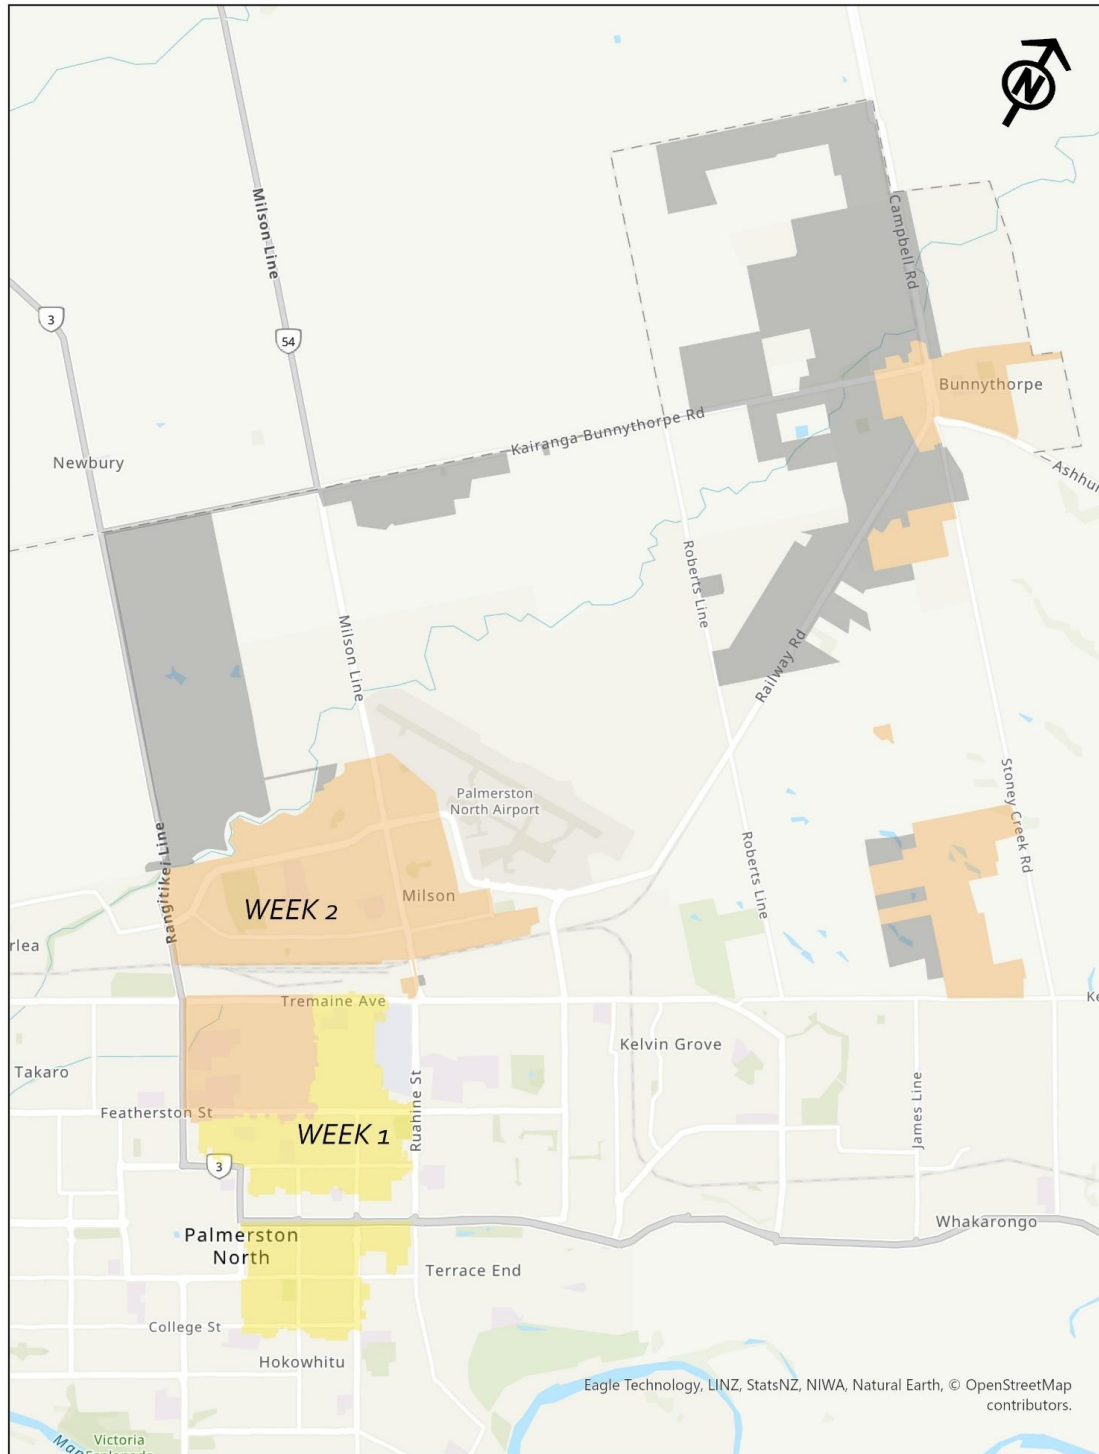 N
Milson Line
Campbell Rd
3
54
Bunnythorpe
Kairanga Bunnythorpe Rd
Newbury
Roberts Line
Milson Line
Railway Rd
Palmerston
North Airport
Stoney Creek Rd
Rangitikei Line
Roberts Line
Milson
WEEK 2
Tremaine Ave
Kelvin Grove
Takaro
Ruahine St
James Line
Featherston St
WEEK 1
3
Whakarongo
Palmerston
North
Terrace End
College St
Hokowhitu
Eagle Technology, LINZ, StatsNZ, NIWA, Natural Earth, © OpenStreetMap
contributors.
Victoria